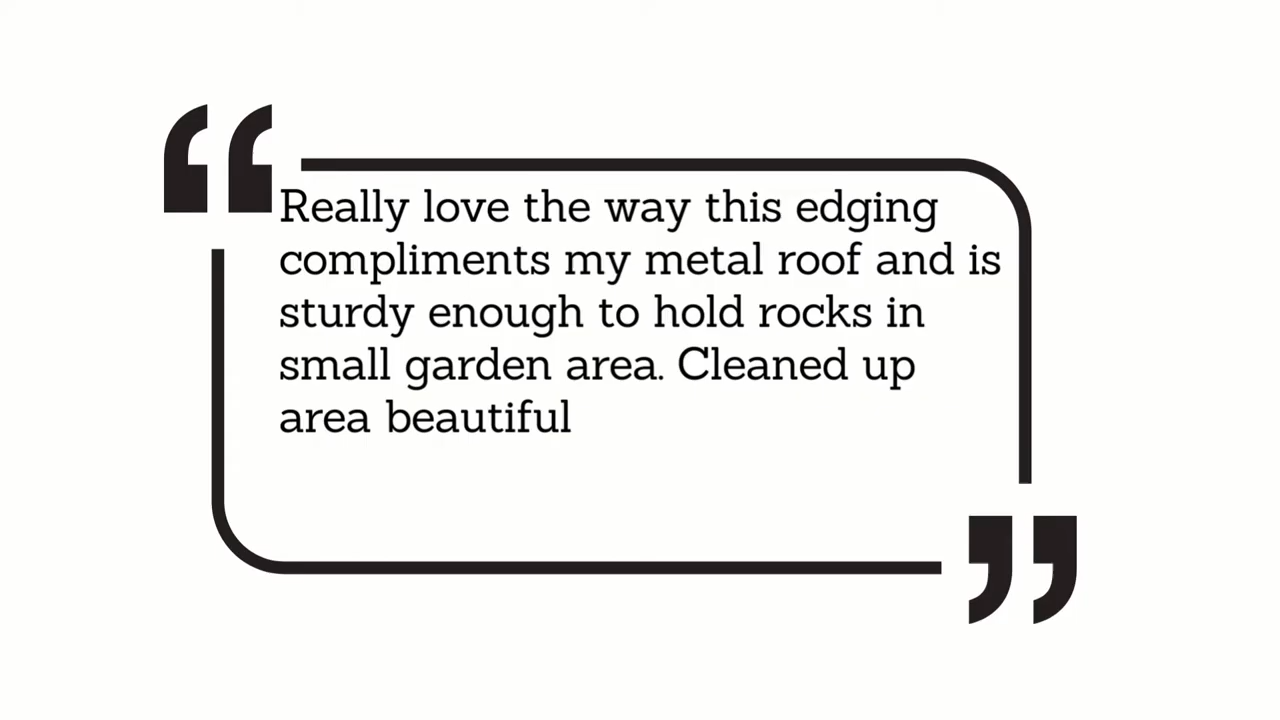 Really love the way this edging
compliments my metal roof and is
sturdy enough to hold rocks in
small garden area. Cleaned up
area beautiful